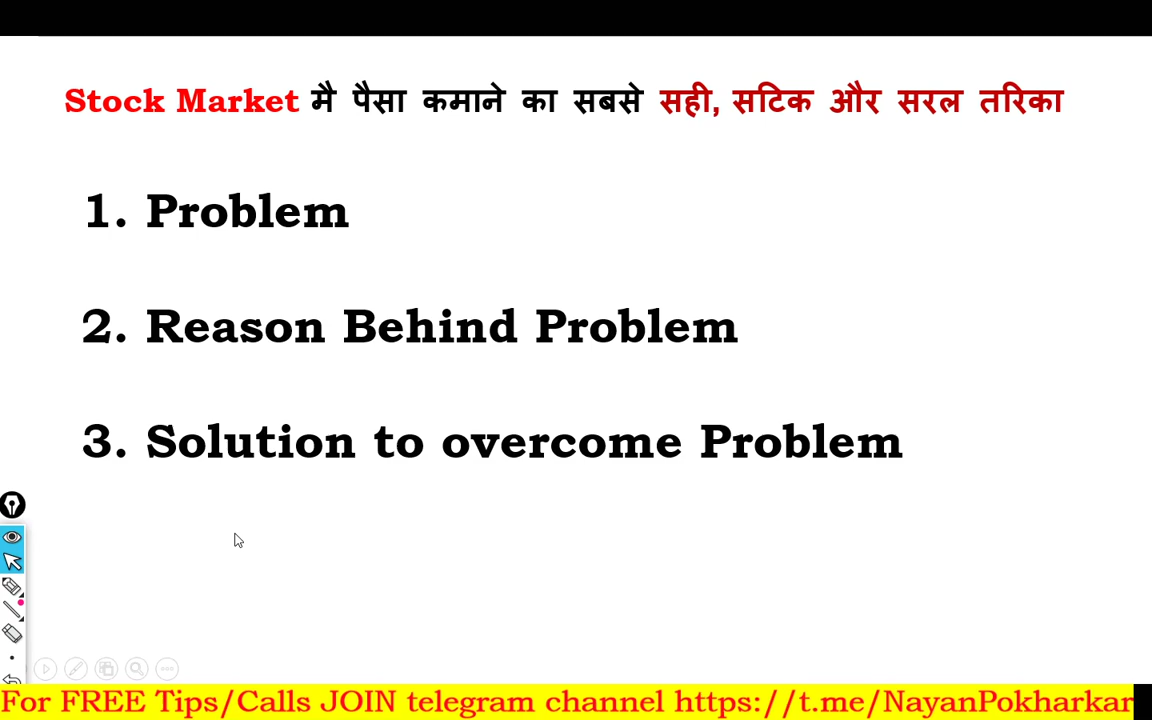 Stock Market मै पैसा कमाने का सबसे सही, सटिक और सरल तरिका
1. Problem
2. Reason Behind Problem
3. Solution to overcome Problem
For FREE Tips/Calls JOIN telegram channel https://t.me/NayanPokharkar